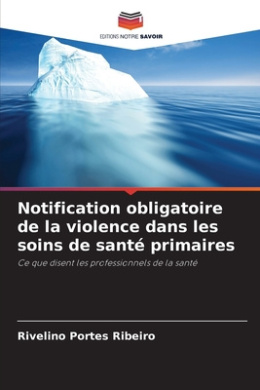 EDITIONS NOTRE SAVOIR
Notification obligatoire
de la violence dans les
soins de santé primaires
Ce que disent les professionnels de la santé
Rivelino Portes Ribeiro